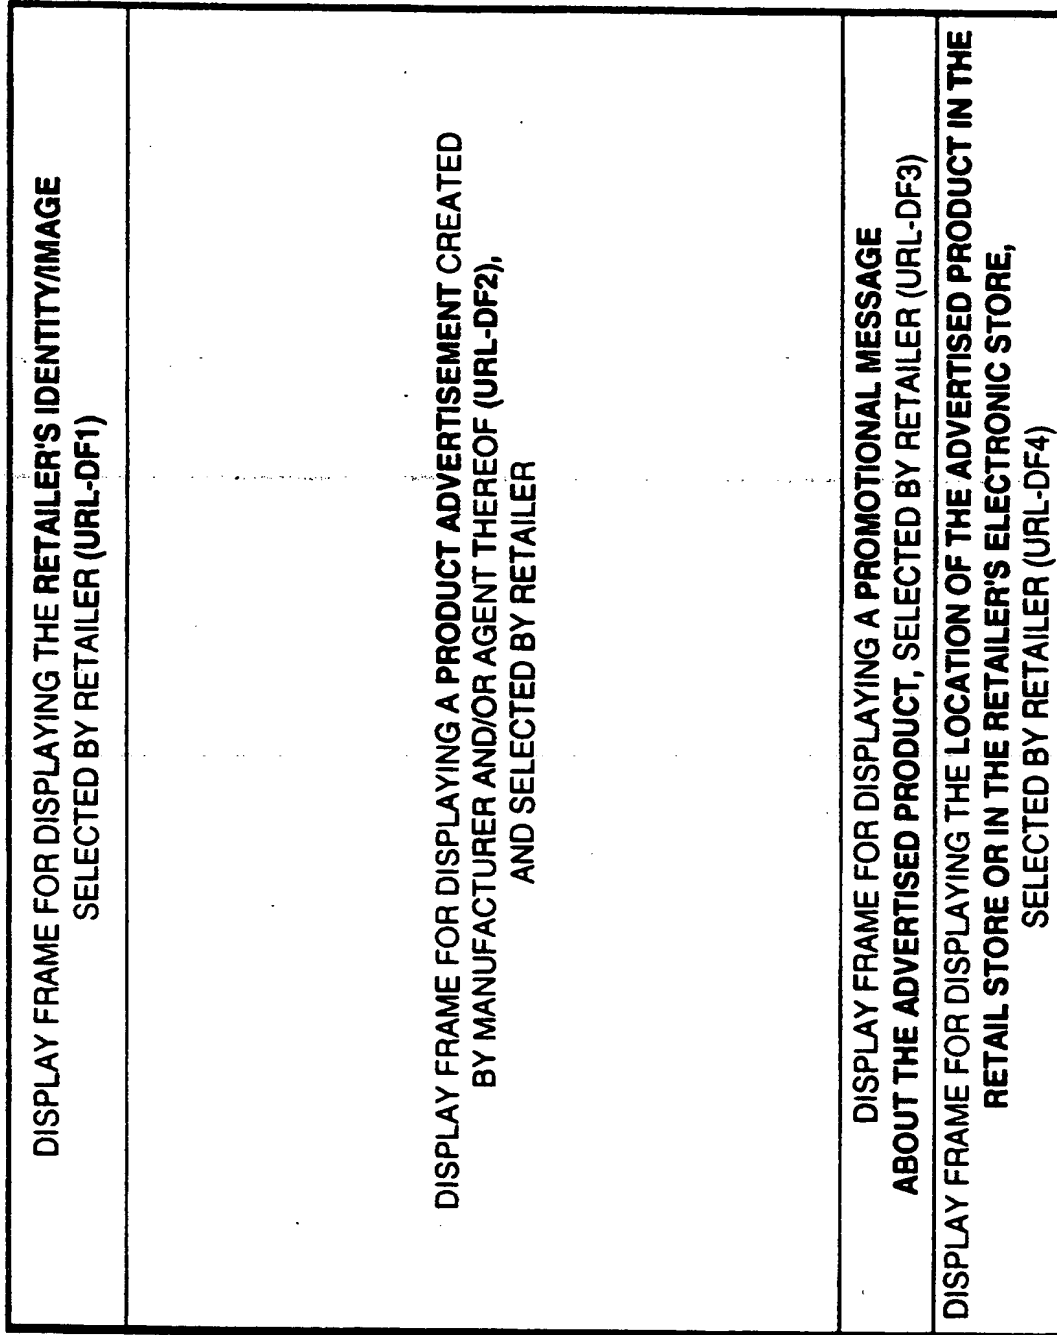 DISPLAY FRAME FOR DISPLAYING THE RETAILER'S IDENTITY/IMAGE
SELECTED BY RETAILER (URL-DF1)
DISPLAY FRAME FOR DISPLAYING A PRODUCT ADVERTISEMENT CREATED
BY MANUFACTURER AND/OR AGENT THEREOF (URL-DF2),
AND SELECTED BY RETAILER
DISPLAY FRAME FOR DISPLAYING A PROMOTIONAL MESSAGE
ABOUT THE ADVERTISED PRODUCT, SELECTED BY RETAILER (URL-DF3)
DISPLAY FRAME FOR DISPLAYING THE LOCATION OF THE ADVERTISED PRODUCT IN THE
RETAIL STORE OR IN THE RETAILER'S ELECTRONIC STORE,
SELECTED BY RETAILER (URL-DF4)